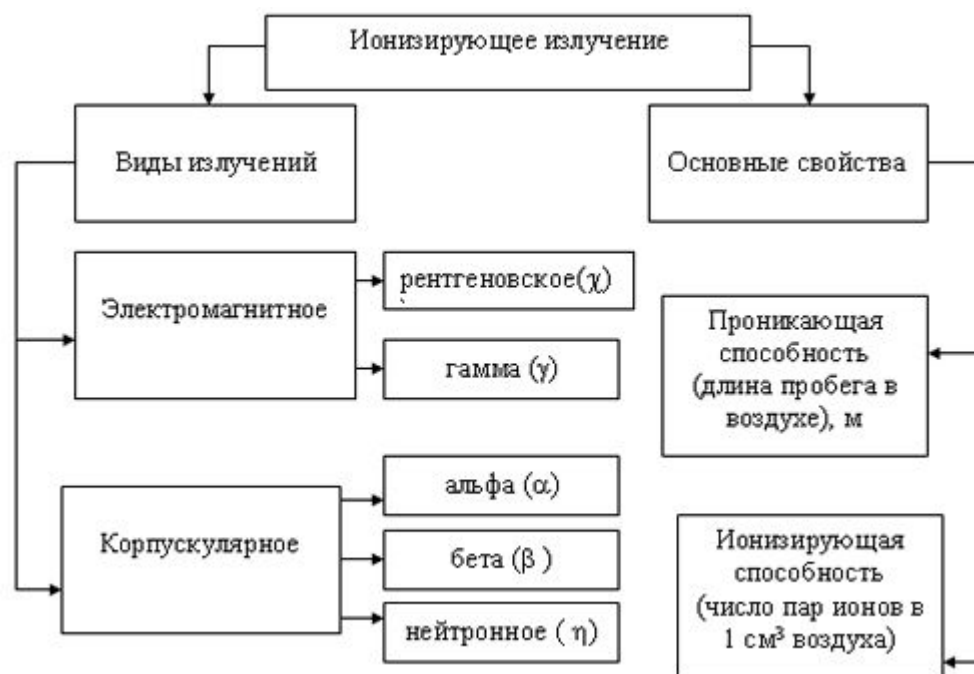 Ионизирующее излучение
Виды излучений
Основные свойства
Электромагнитное
рентгеновское(χ)
гамма (γ)
Проникающая
способность
(длина пробега в
воздухе), м
Корпускулярное
альфа (α)
бета (β )
нейтронное ( η)
Ионизирующая
способность
(число пар ионов в
1 см³ воздуха)